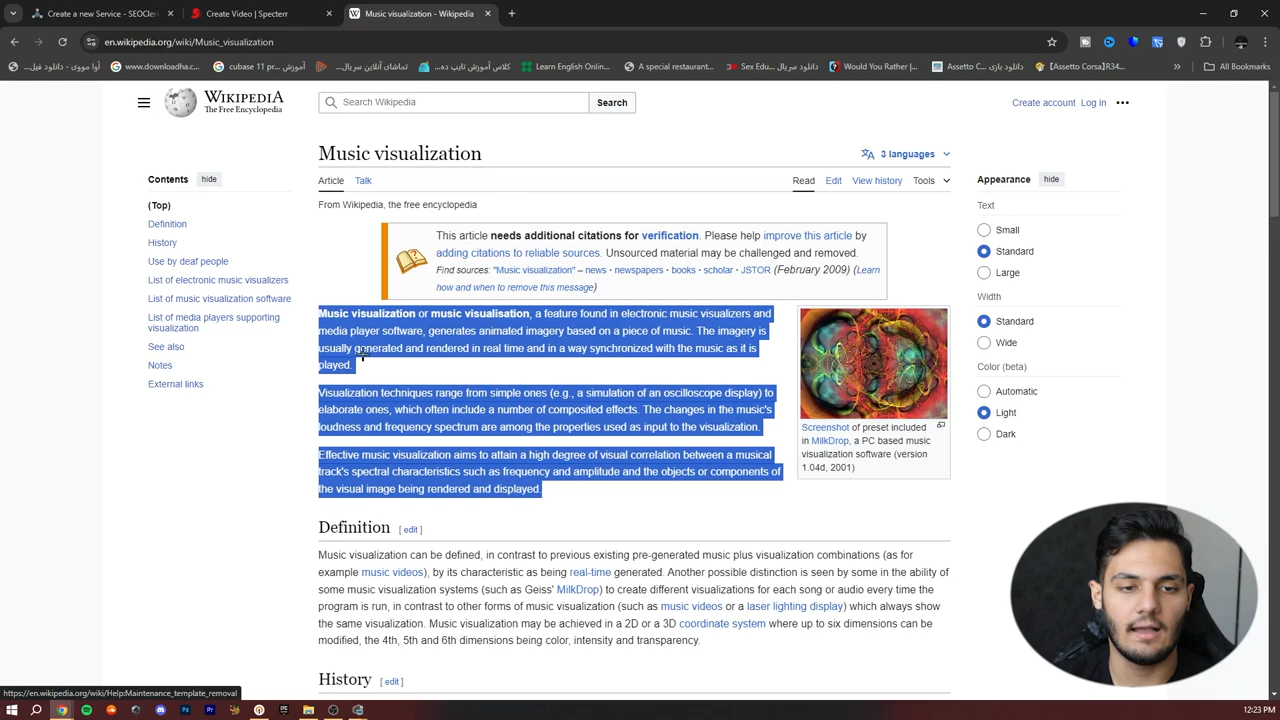 Create a new Service - SEOClerk
Create Video | Specterr
Music visualization - Wikipedia
en.wikipedia.org/wiki/Music_visualization
آوا مووی - دانلود فیل...
www.downloadha.com/...
آموزش cubase 11 pr...
تماشای آنلاین سریال...
کلاس آموزش تایپ ده...
Learn English Onlin...
A special restaurant...
دانلود سریال Sex Edu...
Would You Rather |...
دانلود بازی Assetto C...
[Assetto Corsa]R34...
All Bookmarks
WIKIPEDIA
The Free Encyclopedia
Search Wikipedia
Search
Create account Log in
Music visualization
3 languages
Contents hide
Appearance hide
Article Talk
Read Edit View history Tools
(Top)
Definition
History
Use by deaf people
List of electronic music visualizers
List of music visualization software
List of media players supporting
visualization
See also
Notes
External links
From Wikipedia, the free encyclopedia
This article needs additional citations for verification. Please help improve this article by
adding citations to reliable sources. Unsourced material may be challenged and removed.
Find sources: "Music visualization" – news · newspapers · books · scholar · JSTOR (February 2009) (Learn
how and when to remove this message)
Music visualization or music visualisation, a feature found in electronic music visualizers and
media player software, generates animated imagery based on a piece of music. The imagery is
usually generated and rendered in real time and in a way synchronized with the music as it is
played.
Visualization techniques range from simple ones (e.g., a simulation of an oscilloscope display) to
elaborate ones, which often include a number of composited effects. The changes in the music's
loudness and frequency spectrum are among the properties used as input to the visualization.
Effective music visualization aims to attain a high degree of visual correlation between a musical
track's spectral characteristics such as frequency and amplitude and the objects or components of
the visual image being rendered and displayed.
Screenshot of preset included
in MilkDrop, a PC based music
visualization software (version
1.04d, 2001)
Text
Small
Standard
Large
Width
Standard
Wide
Color (beta)
Automatic
Light
Dark
Definition [ edit ]
Music visualization can be defined, in contrast to previous existing pre-generated music plus visualization combinations (as for
example music videos), by its characteristic as being real-time generated. Another possible distinction is seen by some in the ability of
some music visualization systems (such as Geiss' MilkDrop) to create different visualizations for each song or audio every time the
program is run, in contrast to other forms of music visualization (such as music videos or a laser lighting display) which always show
the same visualization. Music visualization may be achieved in a 2D or a 3D coordinate system where up to six dimensions can be
modified, the 4th, 5th and 6th dimensions being color, intensity and transparency.
History [ edit ]
https://en.wikipedia.org/wiki/Help:Maintenance_template_removal
12:23 PM